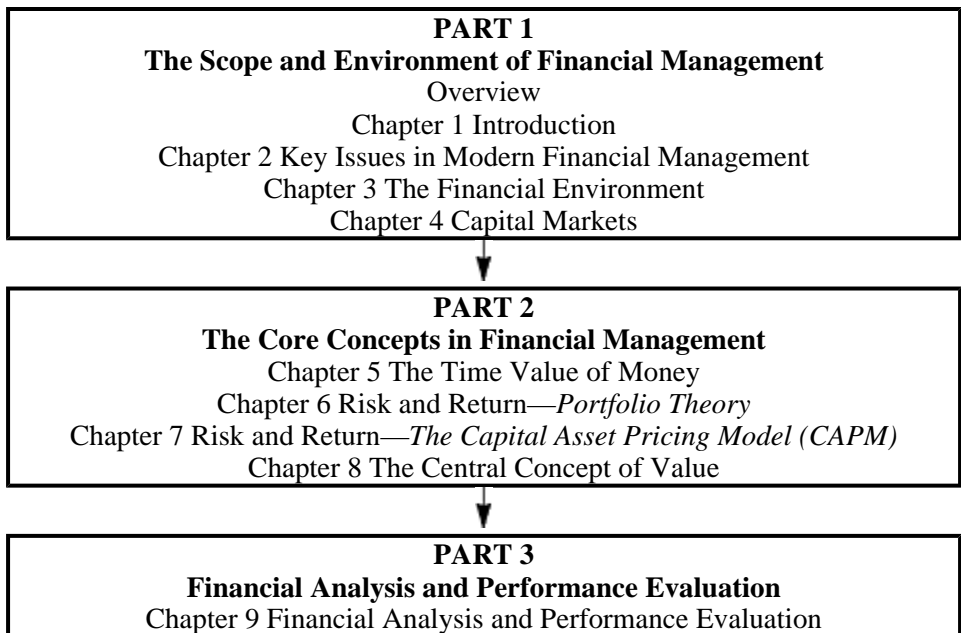 PART 1
The Scope and Environment of Financial Management
Overview
Chapter 1 Introduction
Chapter 2 Key Issues in Modern Financial Management
Chapter 3 The Financial Environment
Chapter 4 Capital Markets
PART 2
The Core Concepts in Financial Management
Chapter 5 The Time Value of Money
Chapter 6 Risk and Return—Portfolio Theory
Chapter 7 Risk and Return—The Capital Asset Pricing Model (CAPM)
Chapter 8 The Central Concept of Value
PART 3
Financial Analysis and Performance Evaluation
Chapter 9 Financial Analysis and Performance Evaluation